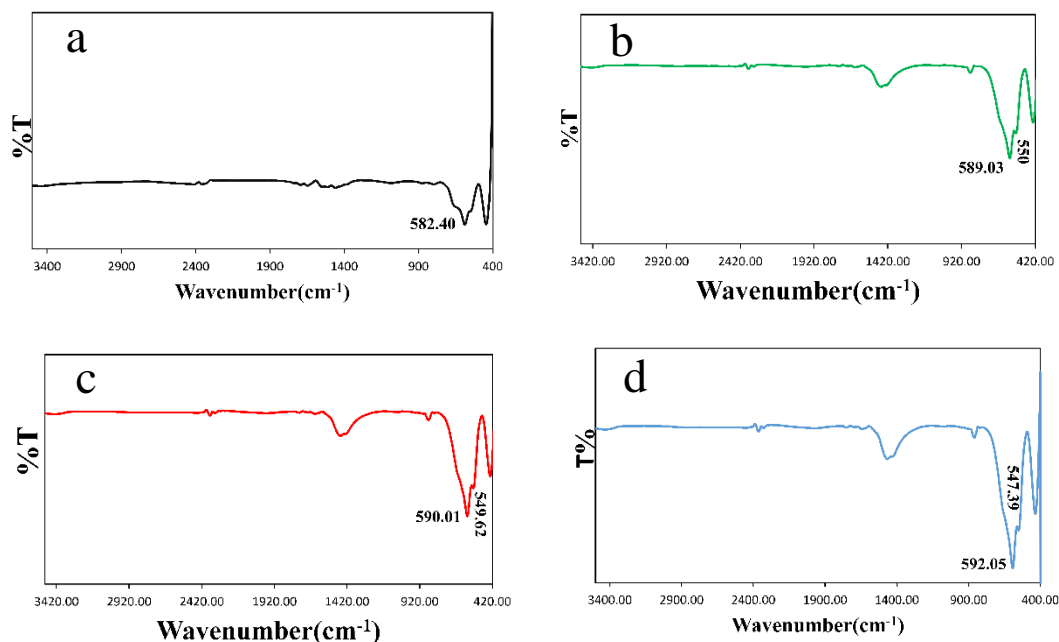 a
%T
582.40
3400 2900 2400 1900 1400 900 400
Wavenumber(cm-1)
b
%T
589.03
550
3420.00 2920.00 2420.00 1920.00 1420.00 920.00 420.00
Wavenumber(cm-1)
c
%T
590.01
549.62
3420.00 2920.00 2420.00 1920.00 1420.00 920.00 420.00
Wavenumber(cm-1)
d
T%
547.39
592.05
3400.00 2900.00 2400.00 1900.00 1400.00 900.00 400.00
Wavenumber(cm-1)